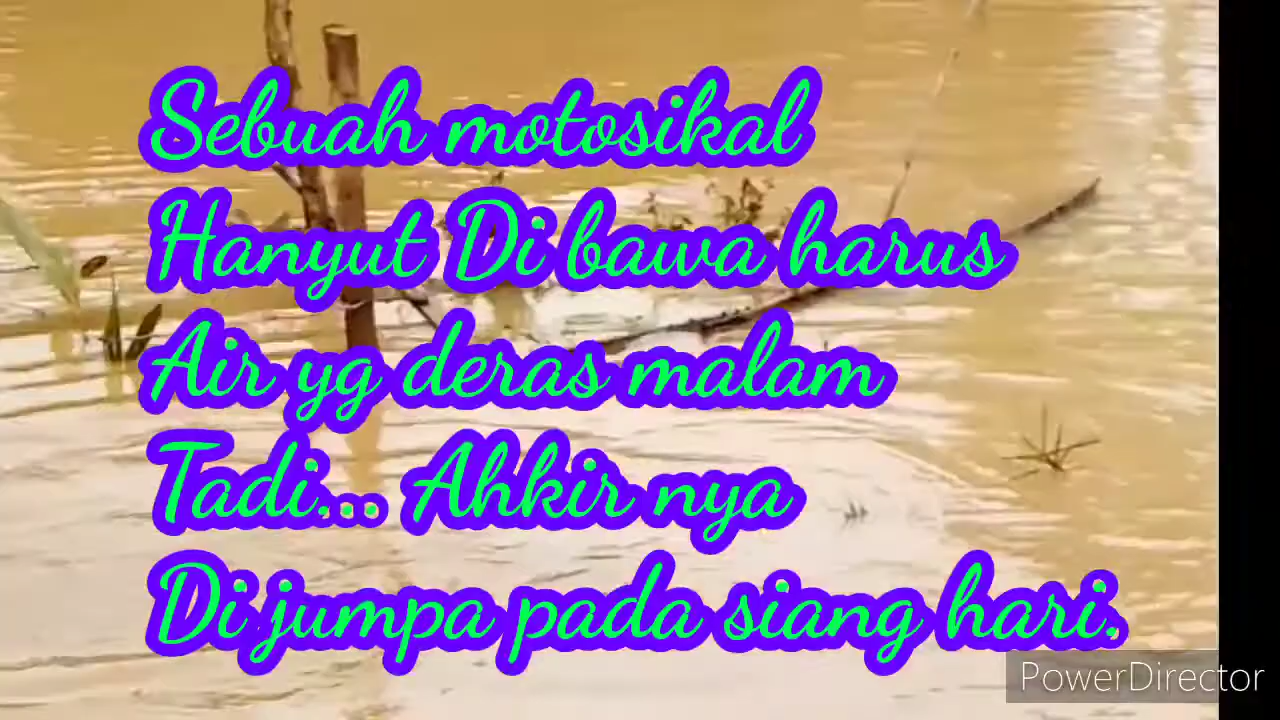 Sebuah motosikal
Hanyut Di bawa harus
Air yg deras malam
Tadi... Ahkir nya
Di jumpa pada siang hari.
PowerDirector